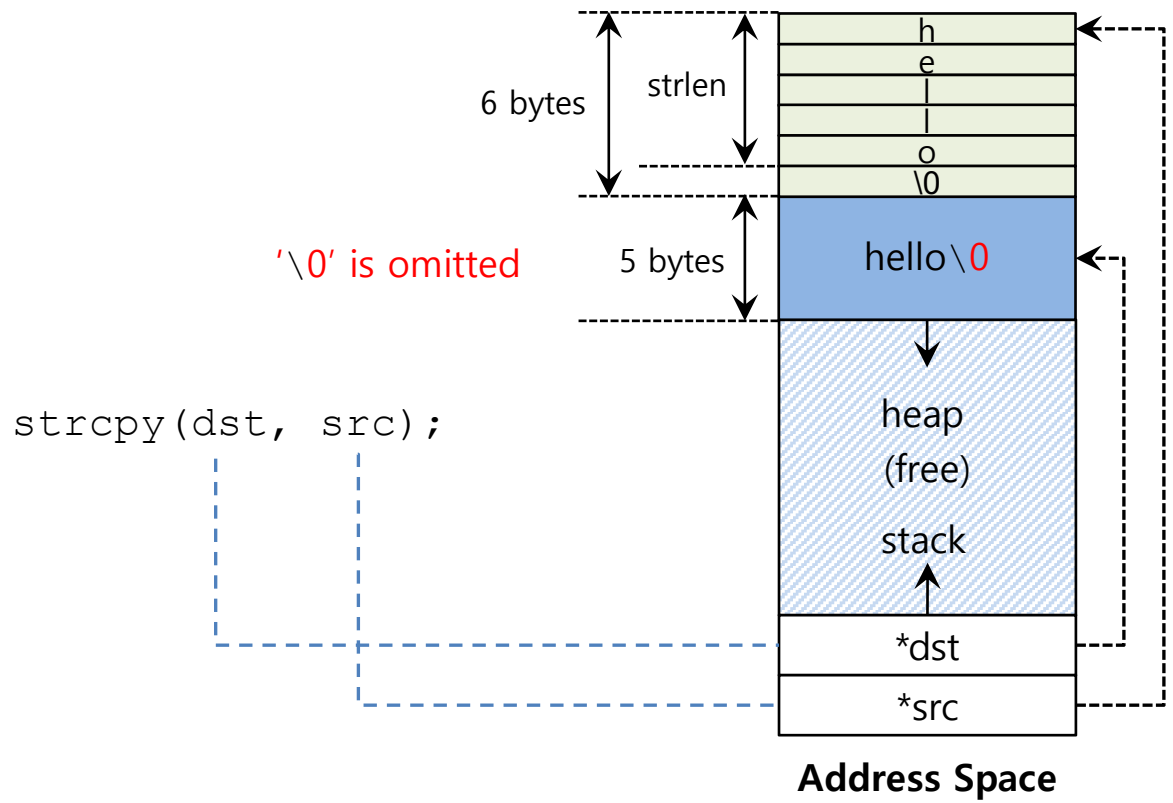 h
e
l
l
o
\0
strlen
6 bytes
'\0' is omitted
5 bytes
hello\0
strcpy(dst, src);
heap
(free)
stack
*dst
*src
Address Space